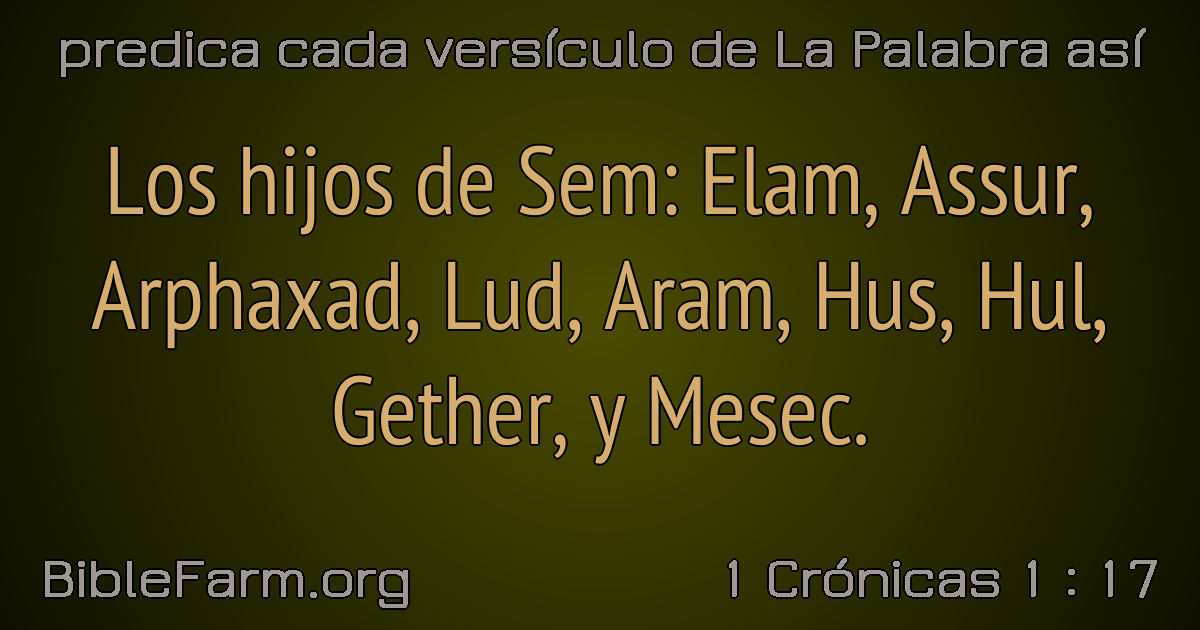 predica cada versículo de La Palabra así
Los hijos de Sem: Elam, Assur,
Arphaxad, Lud, Aram, Hus, Hul,
Gether, y Mesec.
BibleFarm.org
1 Crónicas 1 : 17